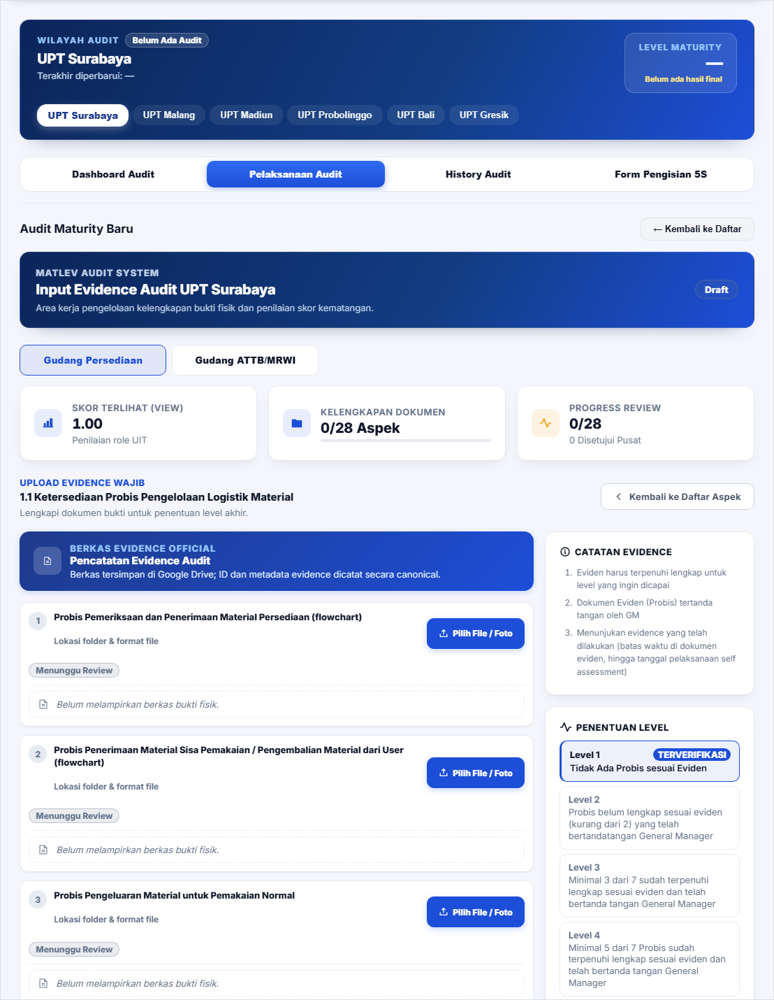 WILAYAH AUDIT Belum Ada Audit
UPT Surabaya
Terakhir diperbarui: —
LEVEL MATURITY
—
Belum ada hasil final
UPT Surabaya UPT Malang UPT Madiun UPT Probolinggo UPT Bali UPT Gresik
Dashboard Audit Pelaksanaan Audit History Audit Form Pengisian 5S
Audit Maturity Baru
← Kembali ke Daftar
MATLEV AUDIT SYSTEM
Input Evidence Audit UPT Surabaya
Area kerja pengelolaan kelengkapan bukti fisik dan penilaian skor kematangan.
Draft
Gudang Persediaan Gudang ATTB/MRWI
SKOR TERLIHAT (VIEW)
1.00
Penilaian role UIT
KELENGKAPAN DOKUMEN
0/28 Aspek
PROGRESS REVIEW
0/28
0 Disetujui Pusat
UPLOAD EVIDENCE WAJIB
1.1 Ketersediaan Probis Pengelolaan Logistik Material
Lengkapi dokumen bukti untuk penentuan level akhir.
Kembali ke Daftar Aspek
BERKAS EVIDENCE OFFICIAL
Pencatatan Evidence Audit
Berkas tersimpan di Google Drive; ID dan metadata evidence dicatat secara canonical.
1 Probis Pemeriksaan dan Penerimaan Material Persediaan (flowchart)
Lokasi folder & format file
Pilih File / Foto
Menunggu Review
Belum melampirkan berkas bukti fisik.
2 Probis Penerimaan Material Sisa Pemakaian / Pengembalian Material dari User
(flowchart)
Lokasi folder & format file
Pilih File / Foto
Menunggu Review
Belum melampirkan berkas bukti fisik.
3 Probis Pengeluaran Material untuk Pemakaian Normal
Lokasi folder & format file
Pilih File / Foto
Menunggu Review
Belum melampirkan berkas bukti fisik.
CATATAN EVIDENCE
1. Eviden harus terpenuhi lengkap untuk
level yang ingin dicapai
2. Dokumen Eviden (Probis) tertanda
tangan oleh GM
3. Menunjukan evidence yang telah
dilakukan (batas waktu di dokumen
eviden, hingga tanggal pelaksanaan self
assessment)
PENENTUAN LEVEL
Level 1 TERVERIFIKASI
Tidak Ada Probis sesuai Eviden
Level 2
Probis belum lengkap sesuai eviden
(kurang dari 2) yang telah
bertandatangan General Manager
Level 3
Minimal 3 dari 7 sudah terpenuhi
lengkap sesuai eviden dan telah
bertanda tangan General Manager
Level 4
Minimal 5 dari 7 Probis sudah
terpenuhi lengkap sesuai eviden dan
telah bertanda tangan General
Manager